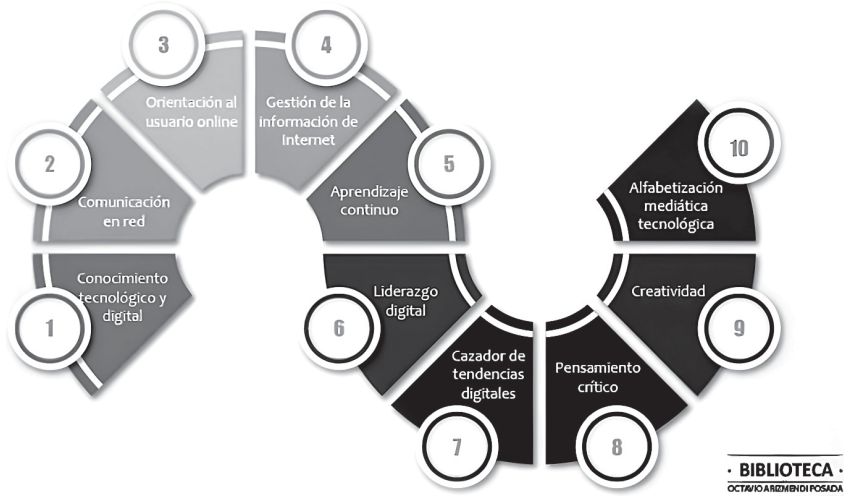 1
Conocimiento
tecnológico y
digital
2
Comunicación
en red
3
Orientación al
usuario online
4
Gestión de la
información de
Internet
5
Aprendizaje
continuo
6
Liderazgo
digital
7
Cazador de
tendencias
digitales
8
Pensamiento
crítico
9
Creatividad
10
Alfabetización
mediática
tecnológica
· BIBLIOTECA ·
OCTAVIO ARIZMENDI POSADA